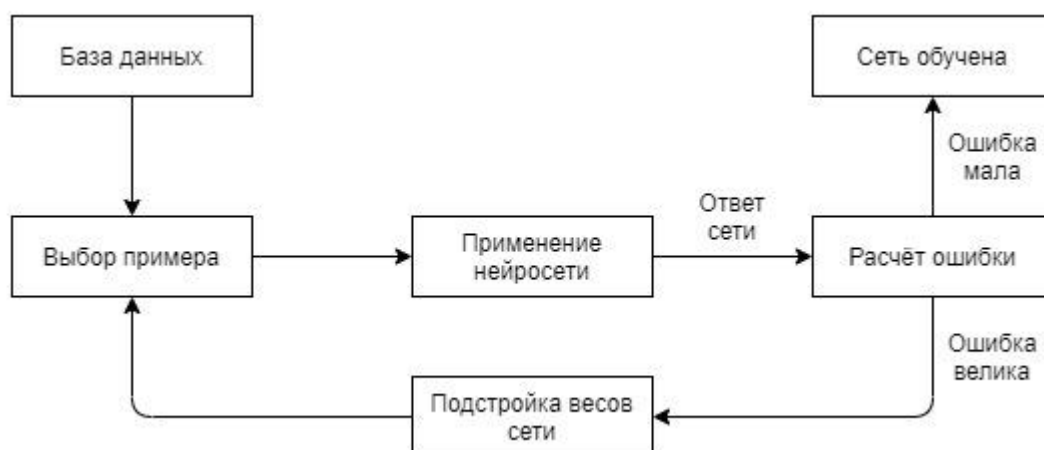 База данных
Сеть обучена
Ошибка
мала
Выбор примера
Применение
нейросети
Ответ
сети
Расчёт ошибки
Ошибка
велика
Подстройка весов
сети